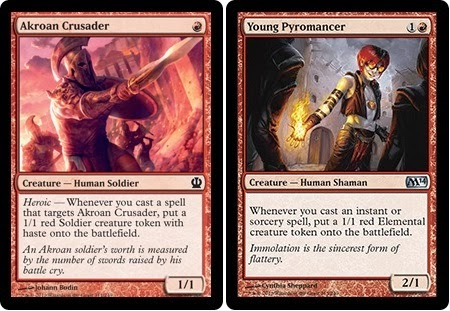 Akroan Crusader
Creature — Human Soldier
Heroic — Whenever you cast a spell
that targets Akroan Crusader, put a
1/1 red Soldier creature token with
haste onto the battlefield.
An Akroan soldier's worth is measured
by the number of swords raised by his
battle cry.
Johann Bodin
1/1
Young Pyromancer
1
Creature — Human Shaman
M14
Whenever you cast an instant or
sorcery spell, put a 1/1 red Elemental
creature token onto the battlefield.
Immolation is the sincerest form of
flattery.
Cynthia Sheppard
2/1